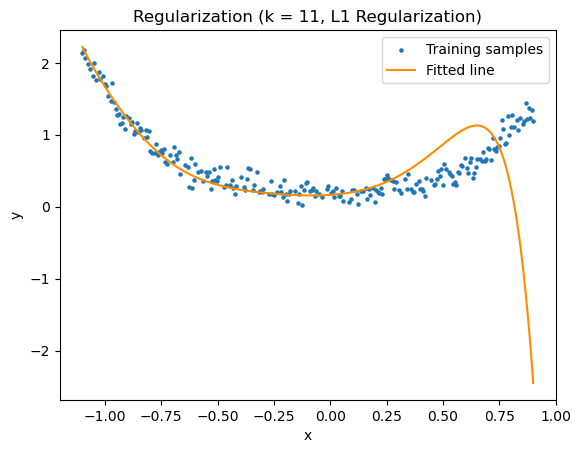 Regularization (k = 11, L1 Regularization)
Training samples
Fitted line
y
2
1
0
−1
−2
−1.00
−0.75
−0.50
−0.25
0.00
0.25
0.50
0.75
1.00
x